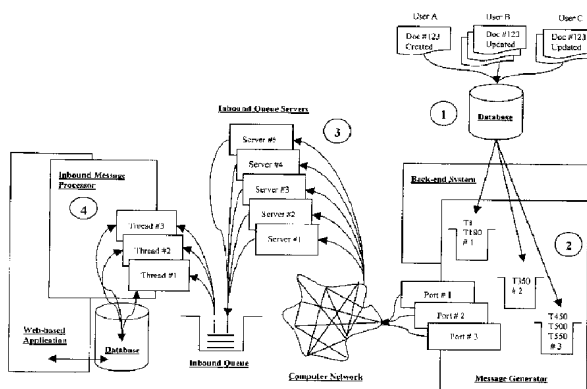 User A
User B
User C
Doc #123
Created
Doc #123
Updated
Doc #123
Updated
1
Database
Inbound Queue Servers
3
Server #5
Server #4
Server #3
Server #2
Server #1
Inbound Message
Processor
4
Thread #3
Thread #2
Thread #1
Back-end System
2
T1
T180
# 1
T350
# 2
T450
T500
T550
# 3
Port # 1
Port # 2
Port # 3
Web-based
Application
Database
Inbound Queue
Computer Network
Message Generator